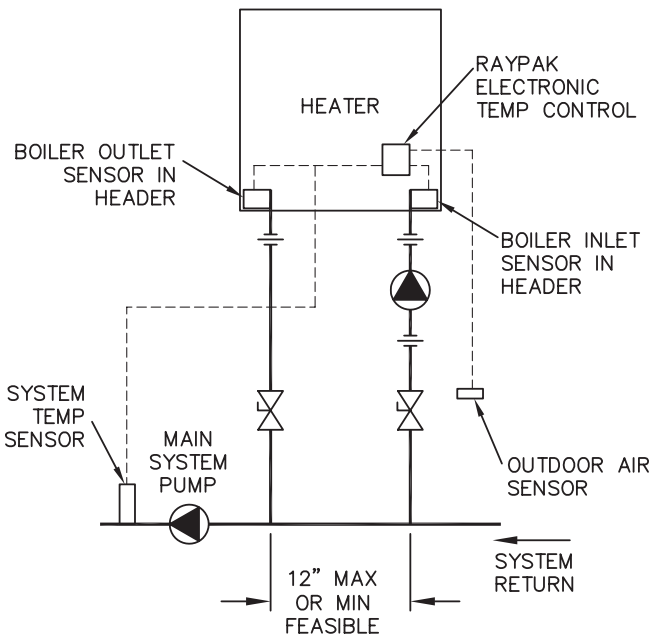 RAYPAK
ELECTRONIC
TEMP CONTROL
HEATER
BOILER OUTLET
SENSOR IN
HEADER
BOILER INLET
SENSOR IN
HEADER
SYSTEM
TEMP
SENSOR
MAIN
SYSTEM
PUMP
OUTDOOR AIR
SENSOR
SYSTEM
RETURN
12” MAX
OR MIN
FEASIBLE